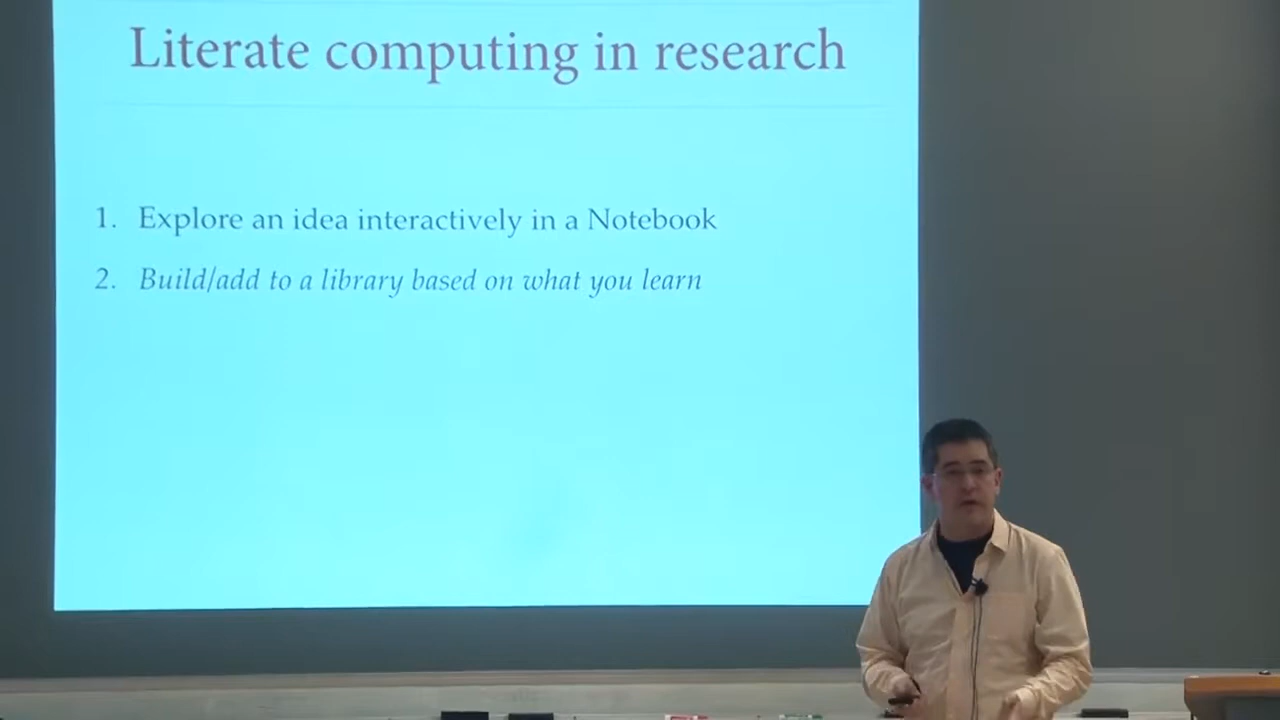 Literate computing in research
1. Explore an idea interactively in a Notebook
2. Build/add to a library based on what you learn